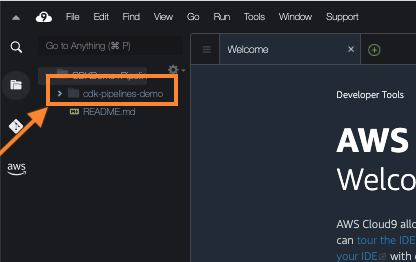 9 File Edit Find View Go Run Tools Window Support
Go to Anything (⌘ P)
Welcome
cdk-pipelines-demo
README.md
aws
Developer Tools
AWS
Welco
AWS Cloud9 allo
can tour the IDE
your IDE with c